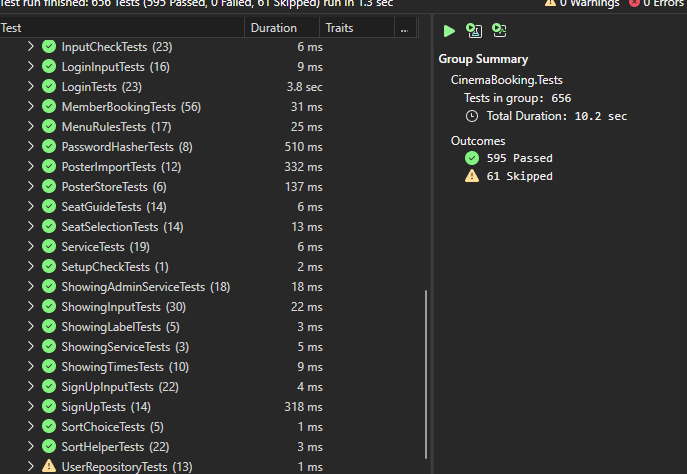 Test run finished: 656 Tests (595 Passed, 0 Failed, 61 Skipped) run in 1.3 sec
0 Warnings
0 Errors
Test Duration Traits ...
InputCheckTests (23) 6 ms
LoginInputTests (16) 9 ms
LoginTests (23) 3.8 sec
MemberBookingTests (56) 31 ms
MenuRulesTests (17) 25 ms
PasswordHasherTests (8) 510 ms
PosterImportTests (12) 332 ms
PosterStoreTests (6) 137 ms
SeatGuideTests (14) 6 ms
SeatSelectionTests (14) 13 ms
ServiceTests (19) 6 ms
SetupCheckTests (1) 2 ms
ShowingAdminServiceTests (18) 18 ms
ShowingInputTests (30) 22 ms
ShowingLabelTests (5) 3 ms
ShowingServiceTests (3) 5 ms
ShowingTimesTests (10) 9 ms
SignUpInputTests (22) 4 ms
SignUpTests (14) 318 ms
SortChoiceTests (5) 1 ms
SortHelperTests (22) 3 ms
UserRepositoryTests (13) 1 ms
Group Summary
CinemaBooking.Tests
Tests in group: 656
Total Duration: 10.2 sec
Outcomes
595 Passed
61 Skipped